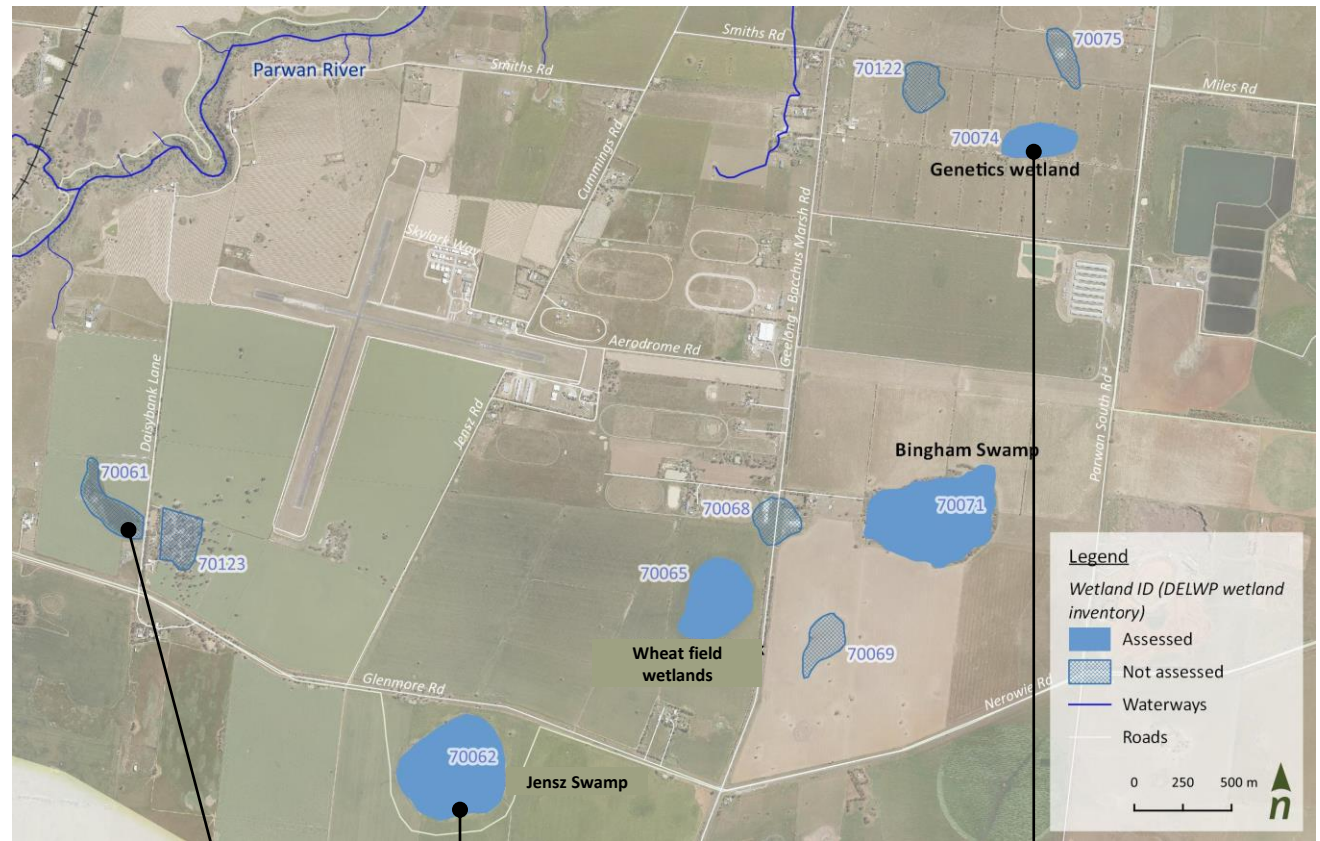 Smiths Rd
70075
Parwan River
Smiths Rd
70122
Miles Rd
Cummings Rd
70074
Genetics wetland
Skylark Way
Geelong - Bacchus Marsh Rd
Daisybank Lane
Aerodrome Rd
Jensz Rd
Parwan South Rd
Bingham Swamp
70061
70071
70068
70123
70065
Wheat field
wetlands
70069
Glenmore Rd
Nerowie Rd
70062
Jensz Swamp
Legend
Wetland ID (DELWP wetland
inventory)
Assessed
Not assessed
Waterways
Roads
0 250 500 m
n